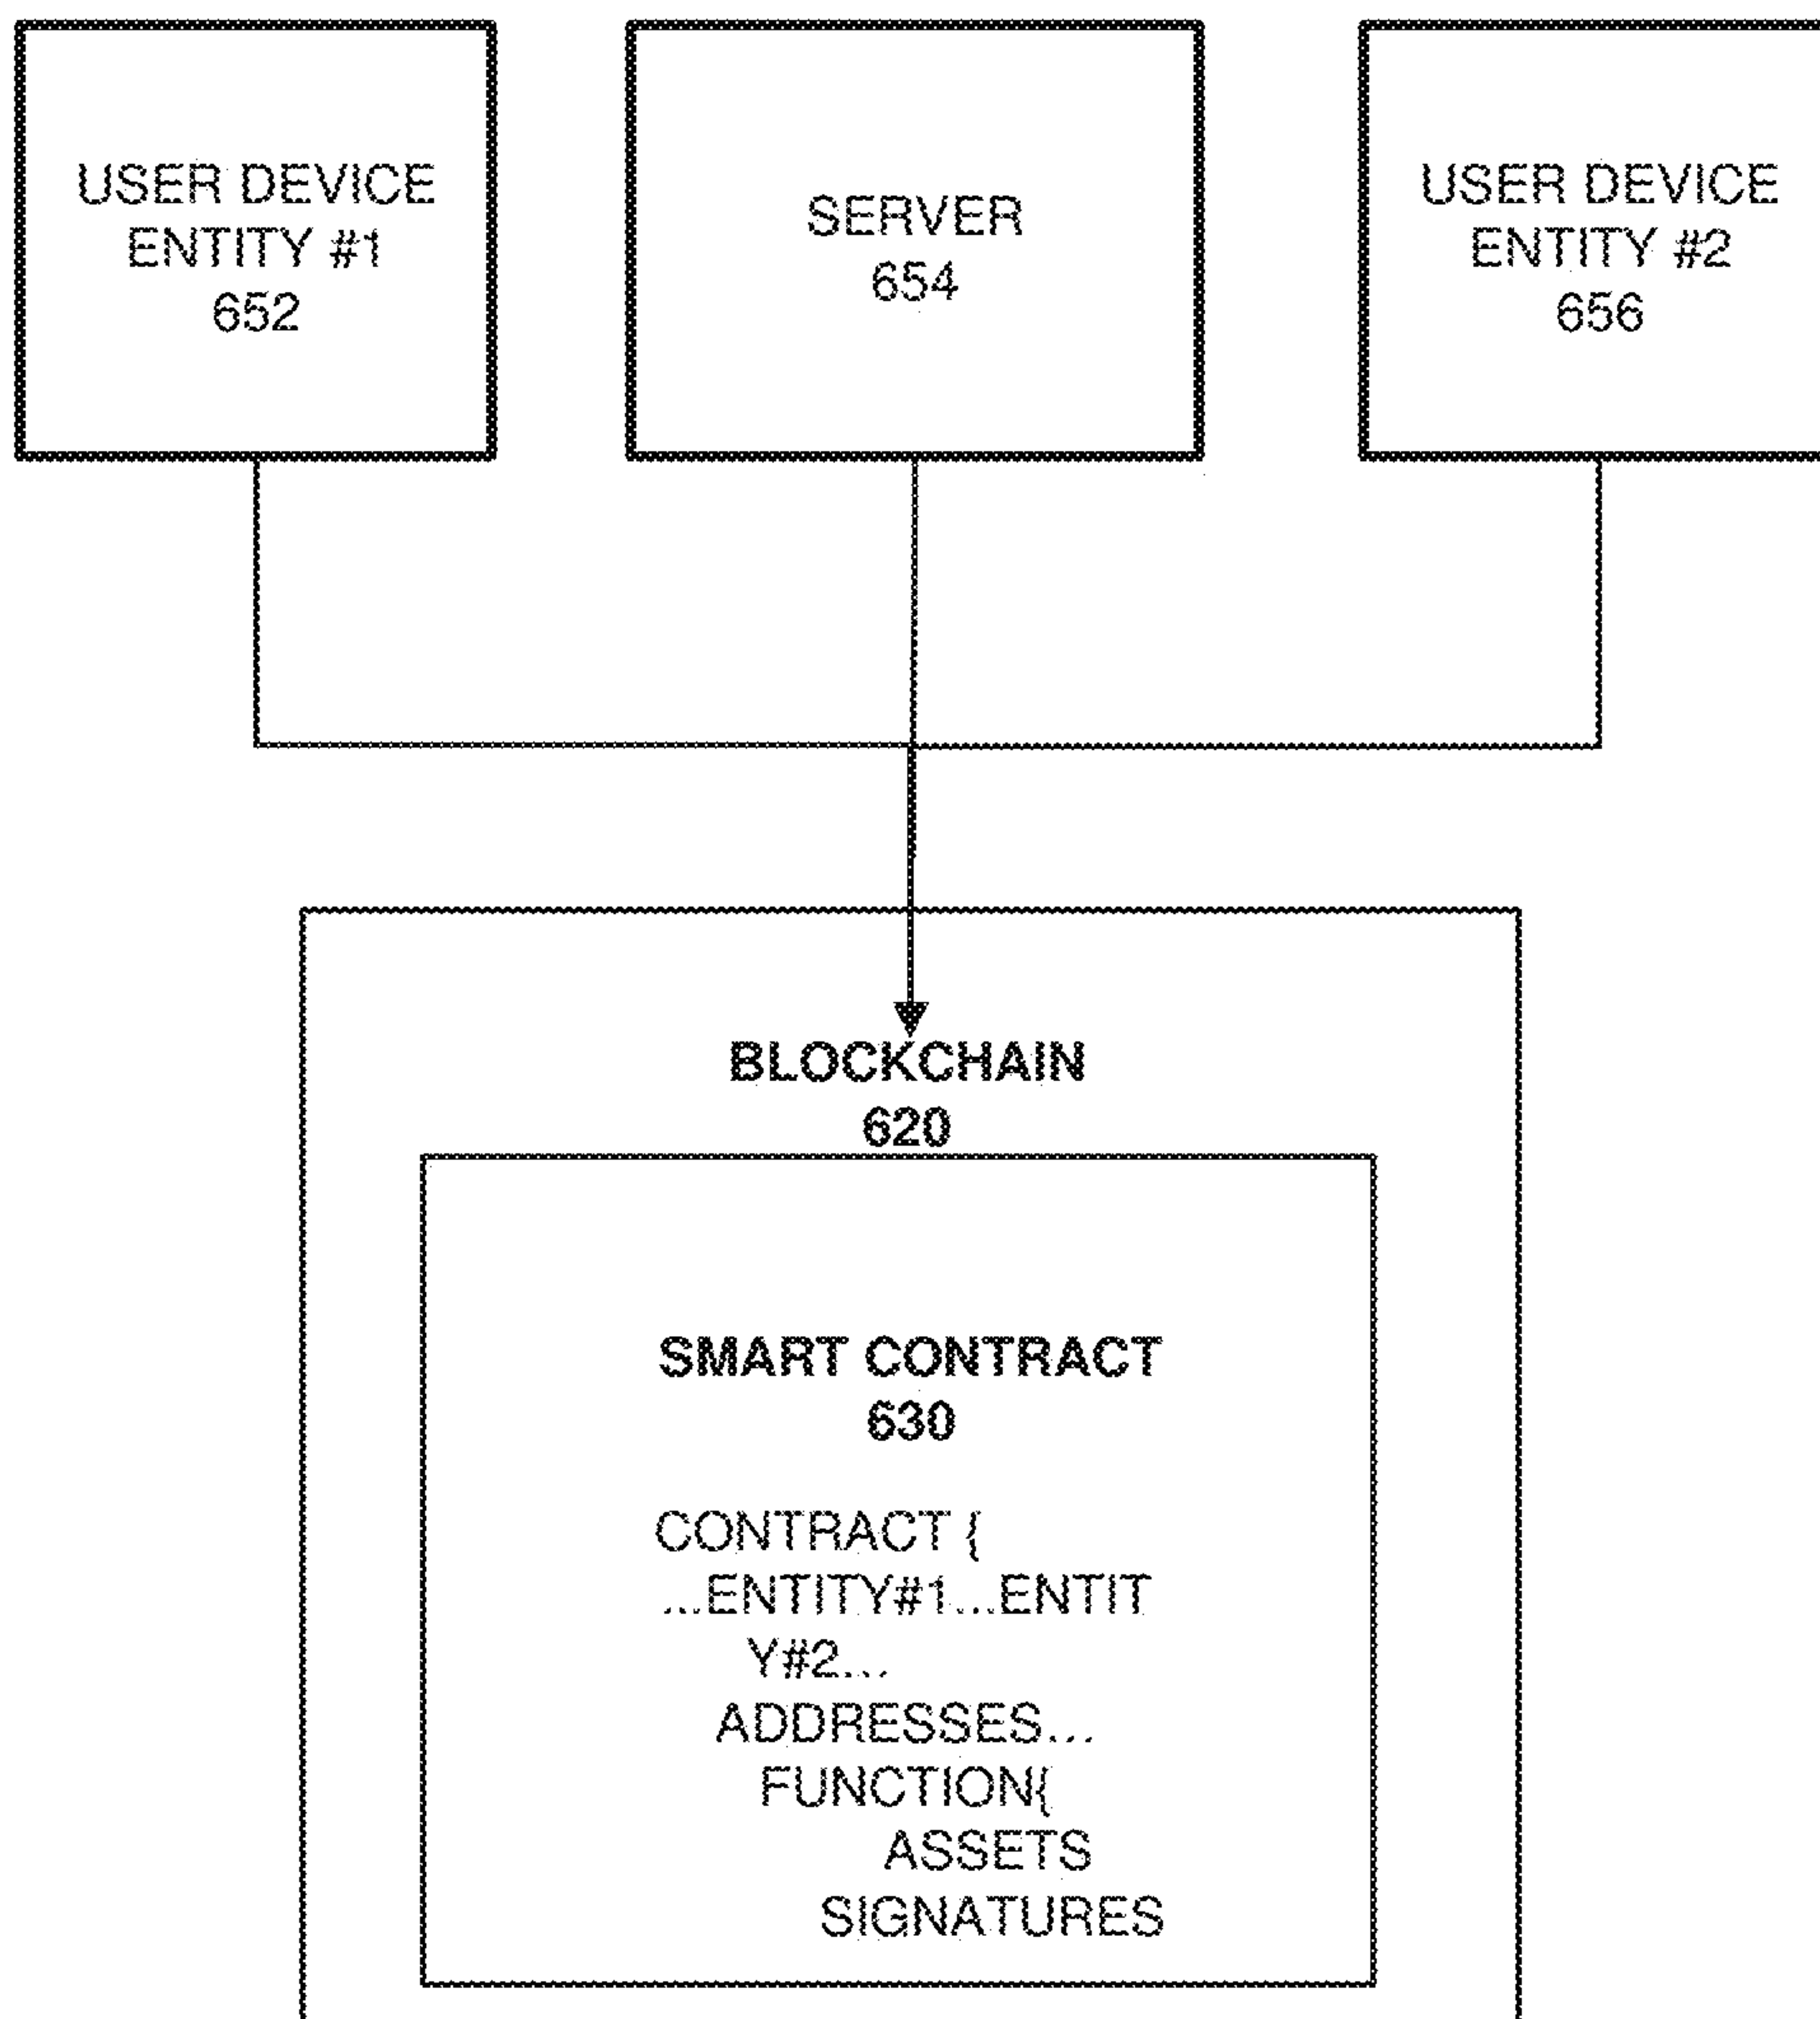 USER DEVICE
ENTITY #1
652
SERVER
654
USER DEVICE
ENTITY #2
656
BLOCKCHAIN
620
SMART CONTRACT
630
CONTRACT {
...ENTITY#1...ENTIT
Y#2...
ADDRESSES...
FUNCTION{
ASSETS
SIGNATURES